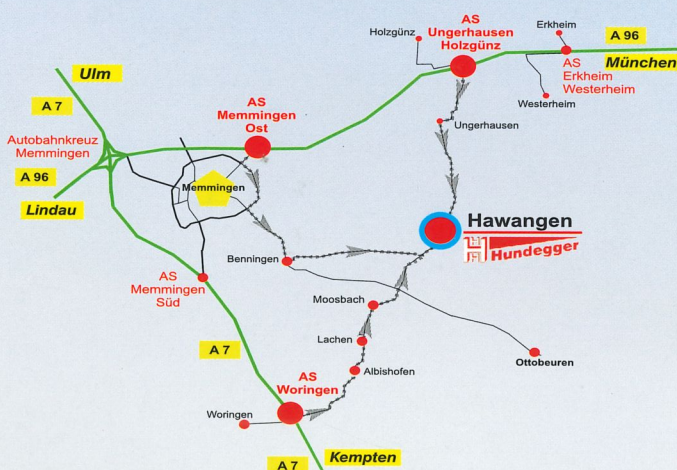 Holzgünz
AS
Ungerhausen
Holzgünz
Erkheim
A 96
München
AS
Erkheim
Westerheim
Westerheim
Ulm
A 7
AS
Memmingen
Ost
Ungerhausen
Autobahnkreuz
Memmingen
A 96
Lindau
Memmingen
Hawangen
Hundegger
Benningen
AS
Memmingen
Süd
Moosbach
Lachen
Albishofen
Ottobeuren
A 7
AS
Woringen
Woringen
A 7
Kempten